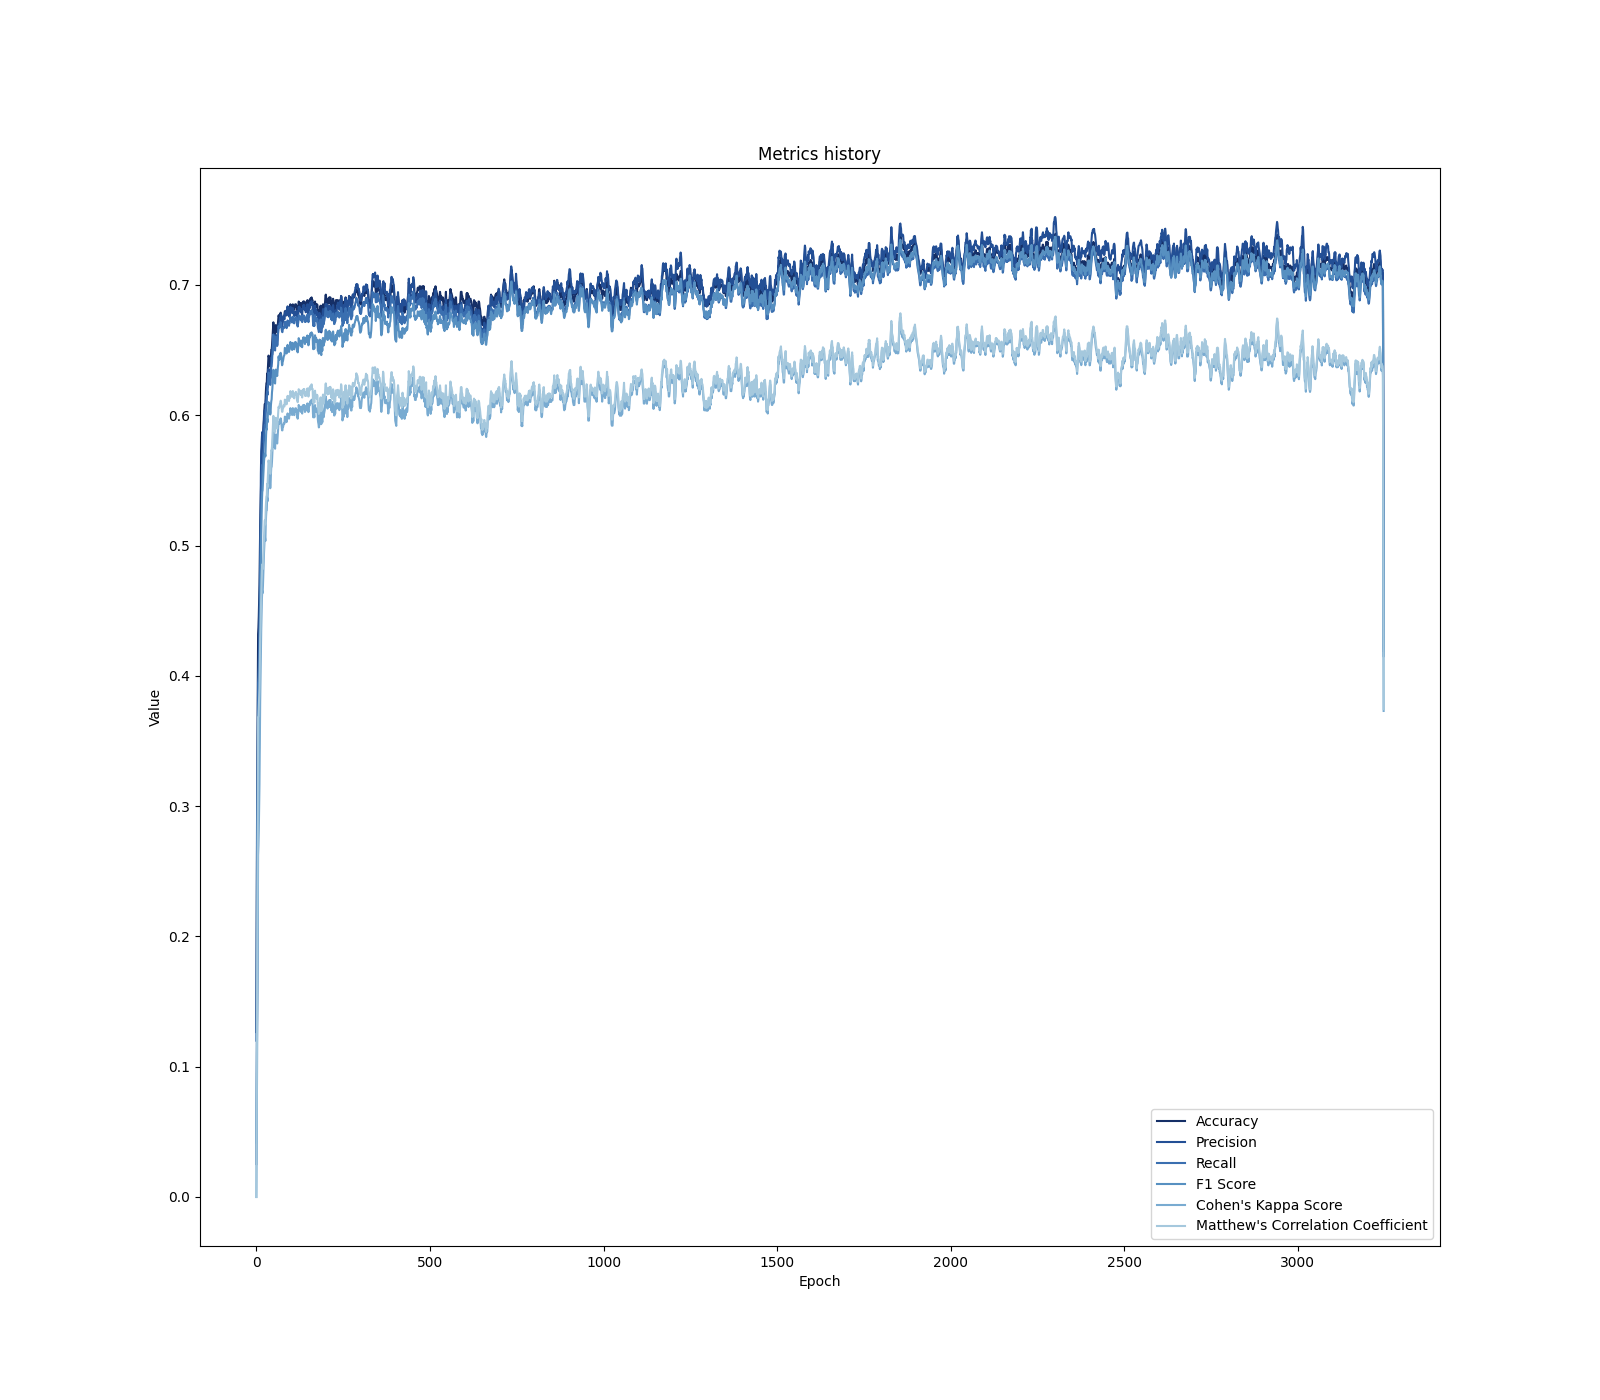 Metrics history
Value
0.7
0.6
0.5
0.4
0.3
0.2
0.1
0.0
0 500 1000 1500 2000 2500 3000
Epoch
Accuracy
Precision
Recall
F1 Score
Cohen's Kappa Score
Matthew's Correlation Coefficient